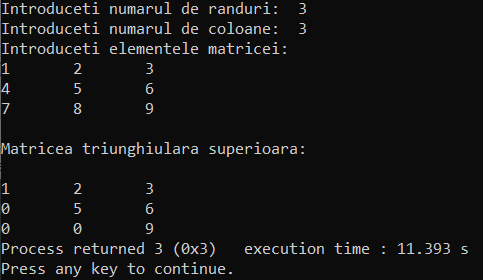 Introduceti numarul de randuri:  3
Introduceti numarul de coloane:  3
Introduceti elementele matricei:
1       2       3
4       5       6
7       8       9
Matricea triunghiulara superioara:
1       2       3
0       5       6
0       0       9
Process returned 3 (0x3)   execution time : 11.393 s
Press any key to continue.